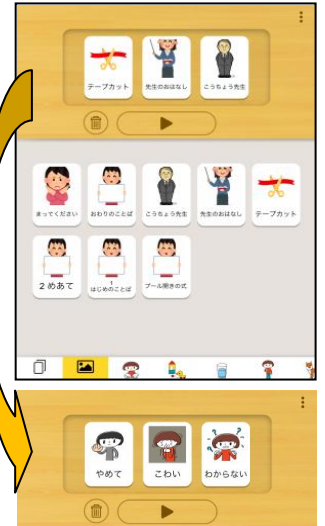 テープカット 先生のおはなし こうちょう先生
まってください おわりのことば こうちょう先生 先生のおはなし テープカット
2 めあて 1 はじめのことば プール開きの式
やめて こわい わからない